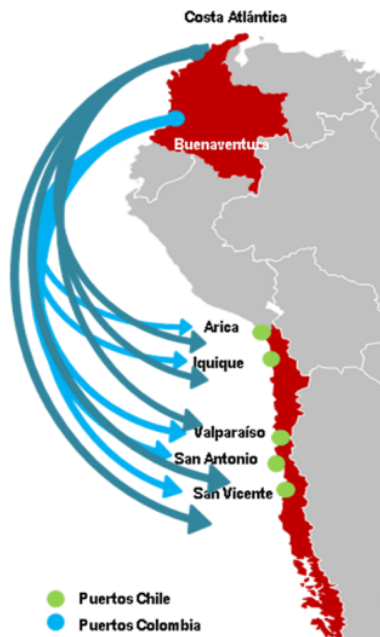 Costa Atlántica
Buenaventura
Arica
Iquique
Valparaíso
San Antonio
San Vicente
Puertos Chile
Puertos Colombia